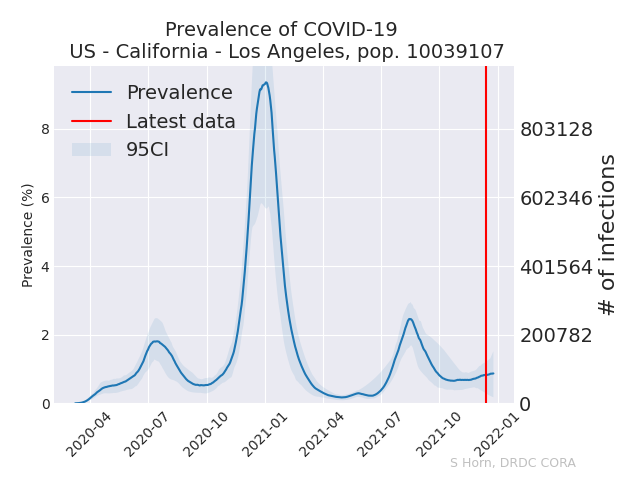 Prevalence of COVID-19
US - California - Los Angeles, pop. 10039107
Prevalence
Latest data
95CI
Prevalence (%)
8
6
4
2
0
803128
602346
401564
200782
0
# of infections
2020-04
2020-07
2020-10
2021-01
2021-04
2021-07
2021-10
2022-01
S Horn, DRDC CORA